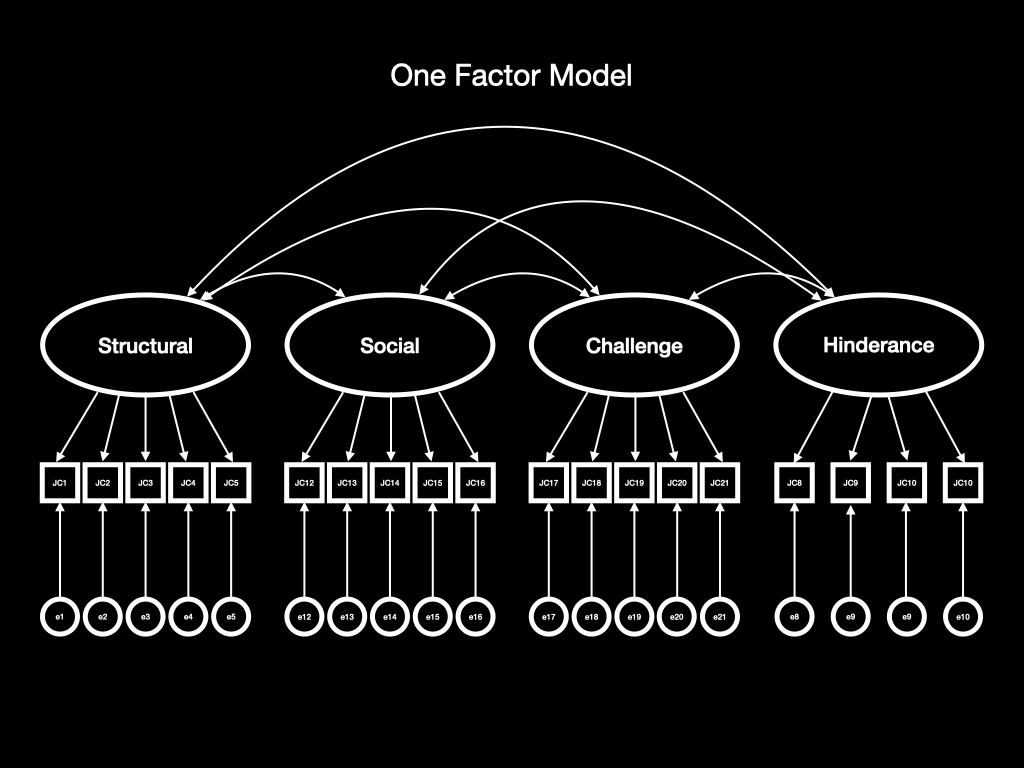 One Factor Model
Structural Social Challenge Hinderance
JC1 JC2 JC3 JC4 JC5 JC12 JC13 JC14 JC15 JC16 JC17 JC18 JC19 JC20 JC21 JC8 JC9 JC10 JC10
e1 e2 e3 e4 e5 e12 e13 e14 e15 e16 e17 e18 e19 e20 e21 e8 e9 e9 e10